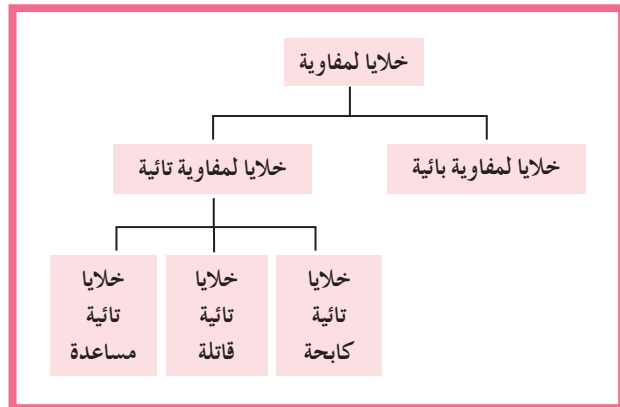 خلايا لمفاوية
خلايا لمفاوية بائية
خلايا لمفاوية تائية
خلايا
تائية
كابحة
خلايا
تائية
قاتلة
خلايا
تائية
مساعدة